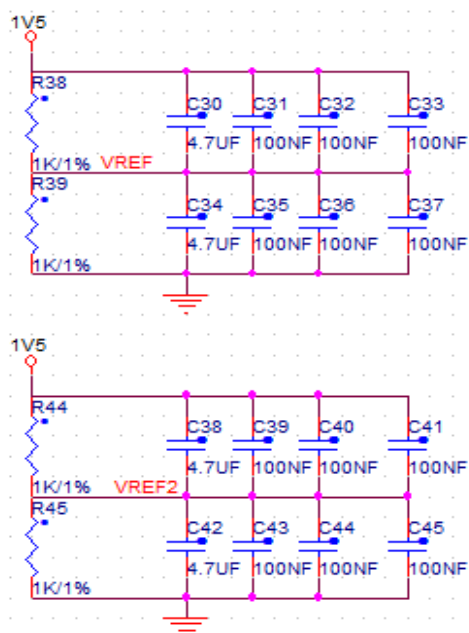 1V5
R38
C30 C31 C32 C33
4.7UF 100NF 100NF 100NF
1K/1% VREF
R39
C34 C35 C36 C37
4.7UF 100NF 100NF 100NF
1K/1%
1V5
R44
C38 C39 C40 C41
4.7UF 100NF 100NF 100NF
1K/1% VREF2
R45
C42 C43 C44 C45
4.7UF 100NF 100NF 100NF
1K/1%